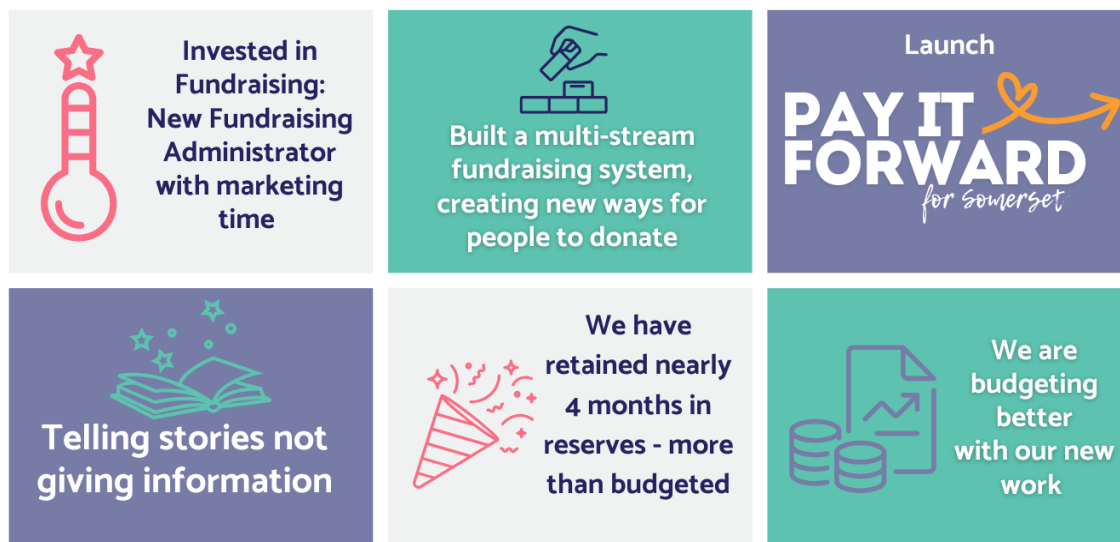 Invested in
Fundraising:
New Fundraising
Administrator
with marketing
time
Built a multi-stream
fundraising system,
creating new ways for
people to donate
Launch
PAY IT
FORWARD
for Somerset
Telling stories not
giving information
We have
retained nearly
4 months in
reserves - more
than budgeted
We are
budgeting
better
with our new
work